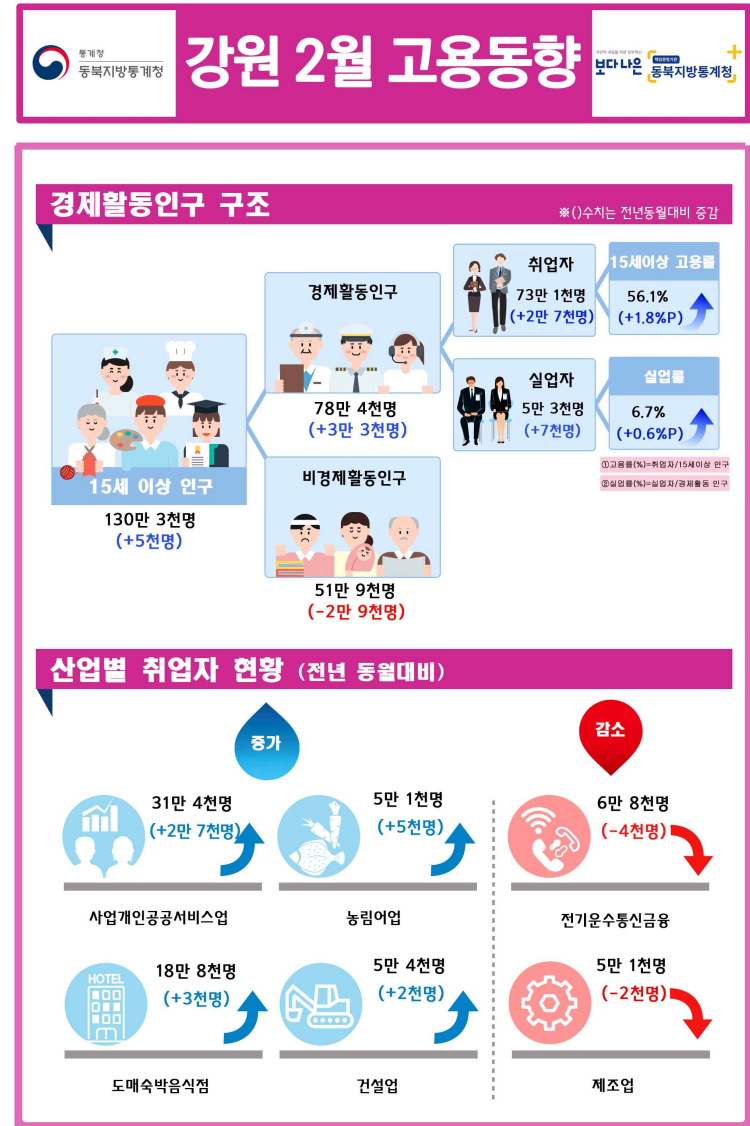 통계청
동북지방통계청
강원 2월 고용동향
보다나은
책임운영기관
동북지방통계청
경제활동인구 구조
※()수치는 전년동월대비 증감
15세 이상 인구
130만 3천명
(+5천명)
경제활동인구
78만 4천명
(+3만 3천명)
비경제활동인구
51만 9천명
(-2만 9천명)
취업자
73만 1천명
(+2만 7천명)
15세이상 고용률
56.1%
(+1.8%P)
실업자
5만 3천명
(+7천명)
실업률
6.7%
(+0.6%P)
①고용률(%)=취업자/15세이상 인구
②실업률(%)=실업자/경제활동 인구
산업별 취업자 현황 (전년 동월대비)
증가
31만 4천명
(+2만 7천명)
사업개인공공서비스업
5만 1천명
(+5천명)
농림어업
HOTEL
18만 8천명
(+3천명)
도매숙박음식점
5만 4천명
(+2천명)
건설업
감소
6만 8천명
(-4천명)
전기운수통신금융
5만 1천명
(-2천명)
제조업